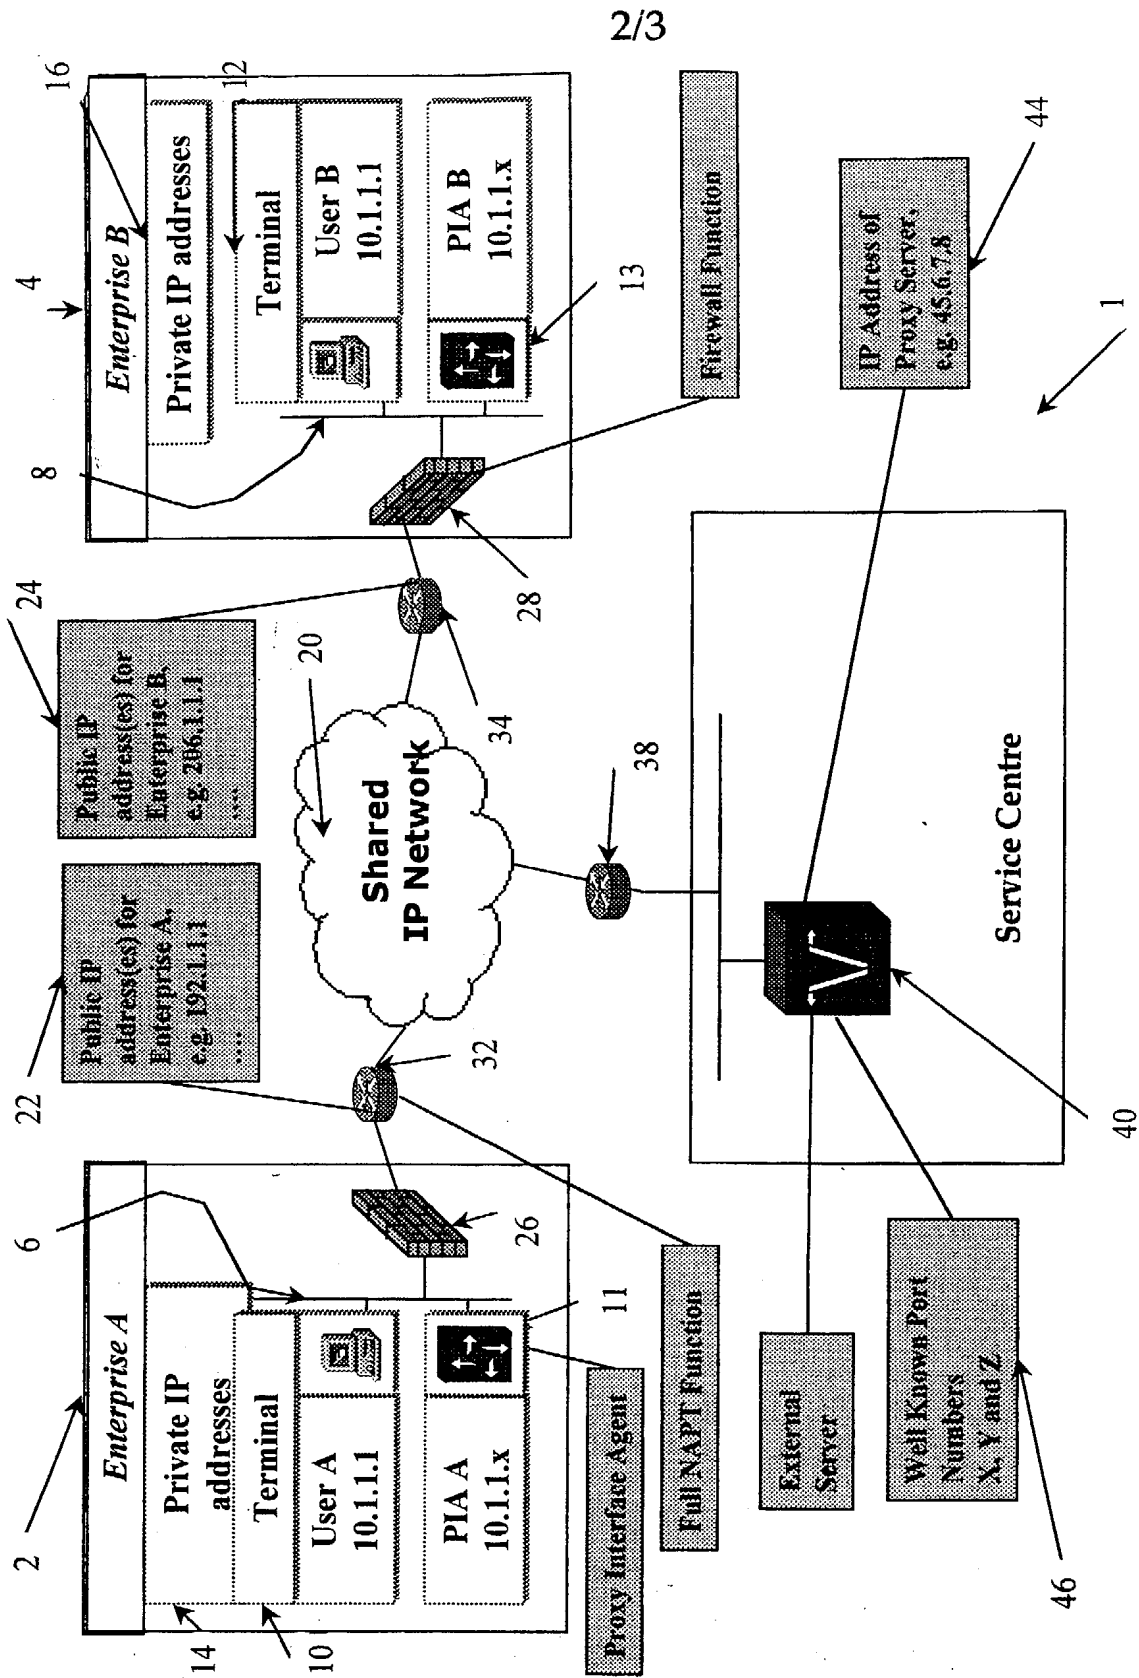 2/3
2
Enterprise A
14
Private IP
addresses
10
Terminal
User A
10.1.1.1
PIA A
10.1.1.x
6
26
11
Proxy Interface Agent
Full NAPT Function
22
Public IP
address(es) for
Enterprise A,
e.g. 192.1.1.1
....
24
Public IP
address(es) for
Enterprise B,
e.g. 206.1.1.1
....
32
Shared
IP Network
20
34
28
38
4
Enterprise B
16
Private IP addresses
12
Terminal
User B
10.1.1.1
PIA B
10.1.1.x
8
13
Firewall Function
IP Address of
Proxy Server,
e.g. 45.6.7.8
44
1
Service Centre
40
External
Server
Well Known Port
Numbers
X, Y and Z
46